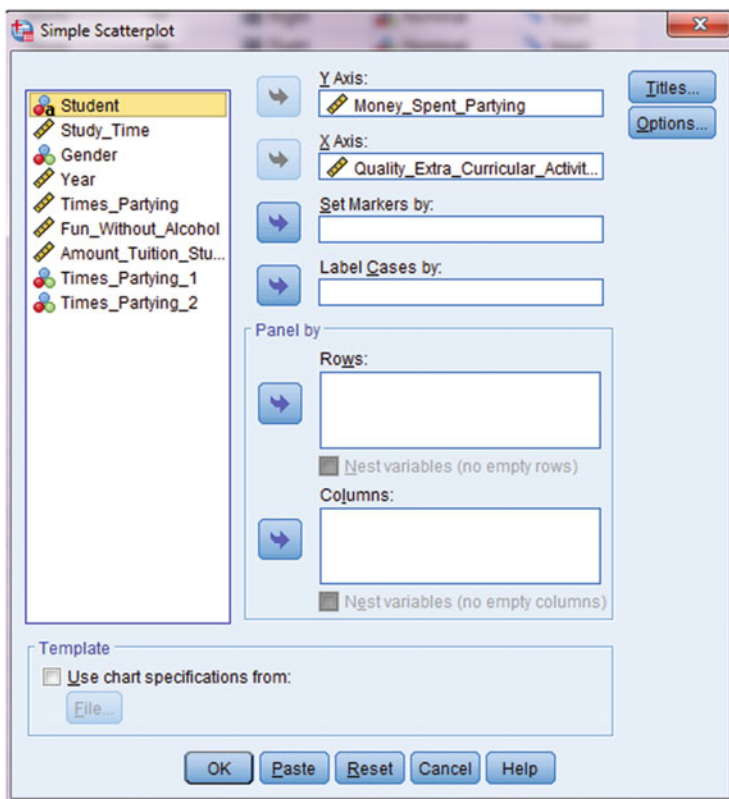 Simple Scatterplot
Student
Study_Time
Gender
Year
Times_Partying
Fun_Without_Alcohol
Amount_Tuition_Stu...
Times_Partying_1
Times_Partying_2
Y Axis:
Money_Spent_Partying
X Axis:
Quality_Extra_Curricular_Activit...
Set Markers by:
Label Cases by:
Panel by
Rows:
Nest variables (no empty rows)
Columns:
Nest variables (no empty columns)
Titles...
Options...
Template
Use chart specifications from:
File...
OK Paste Reset Cancel Help